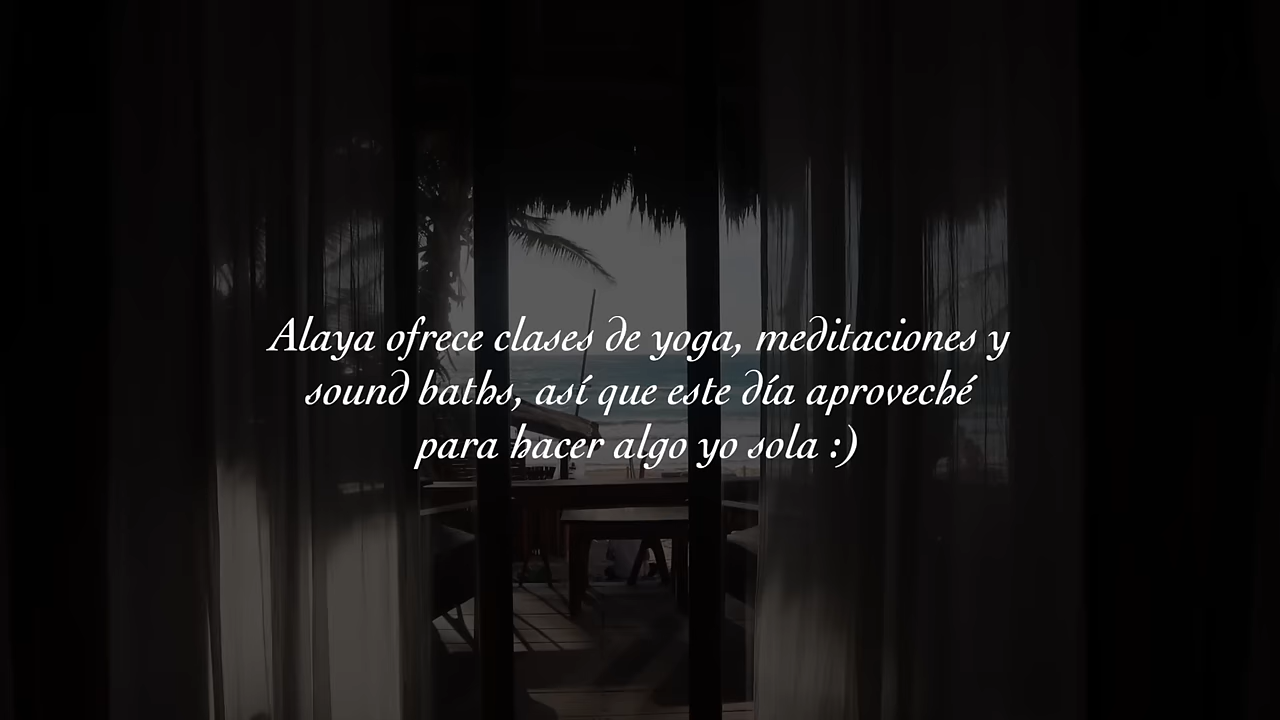 Alaya ofrece clases de yoga, meditaciones y
sound baths, así que este día aproveché
para hacer algo yo sola :)